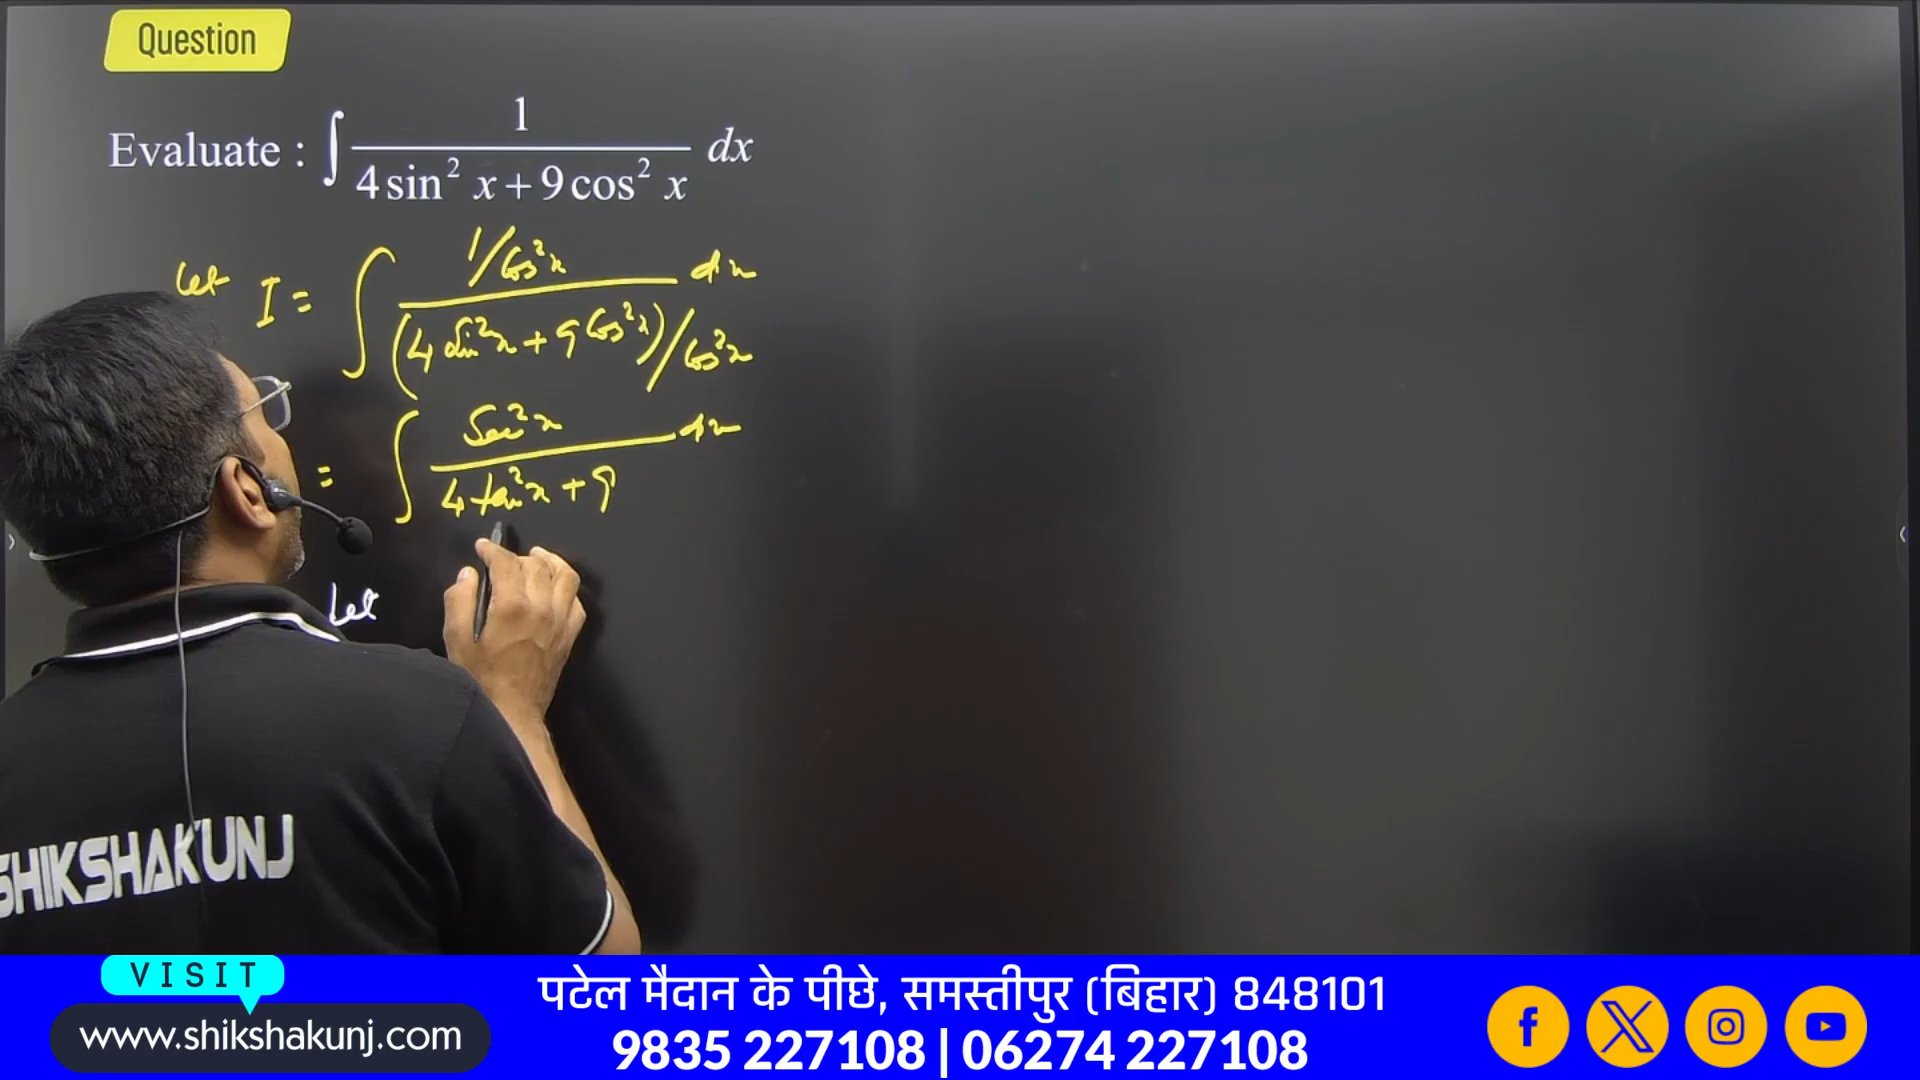 Question
Evaluate : ∫ 1 / (4 sin² x + 9 cos² x) dx
Let I = ∫ (1/Cos²x) / ((4 Sin²x + 9 Cos²x)/Cos²x) dx
= ∫ Sec²x / (4 tan²x + 9) dx
Let
SHIKSHAKUNJ
VISIT
www.shikshakunj.com
पटेल मैदान के पीछे, समस्तीपुर (बिहार) 848101
9835 227108 | 06274 227108